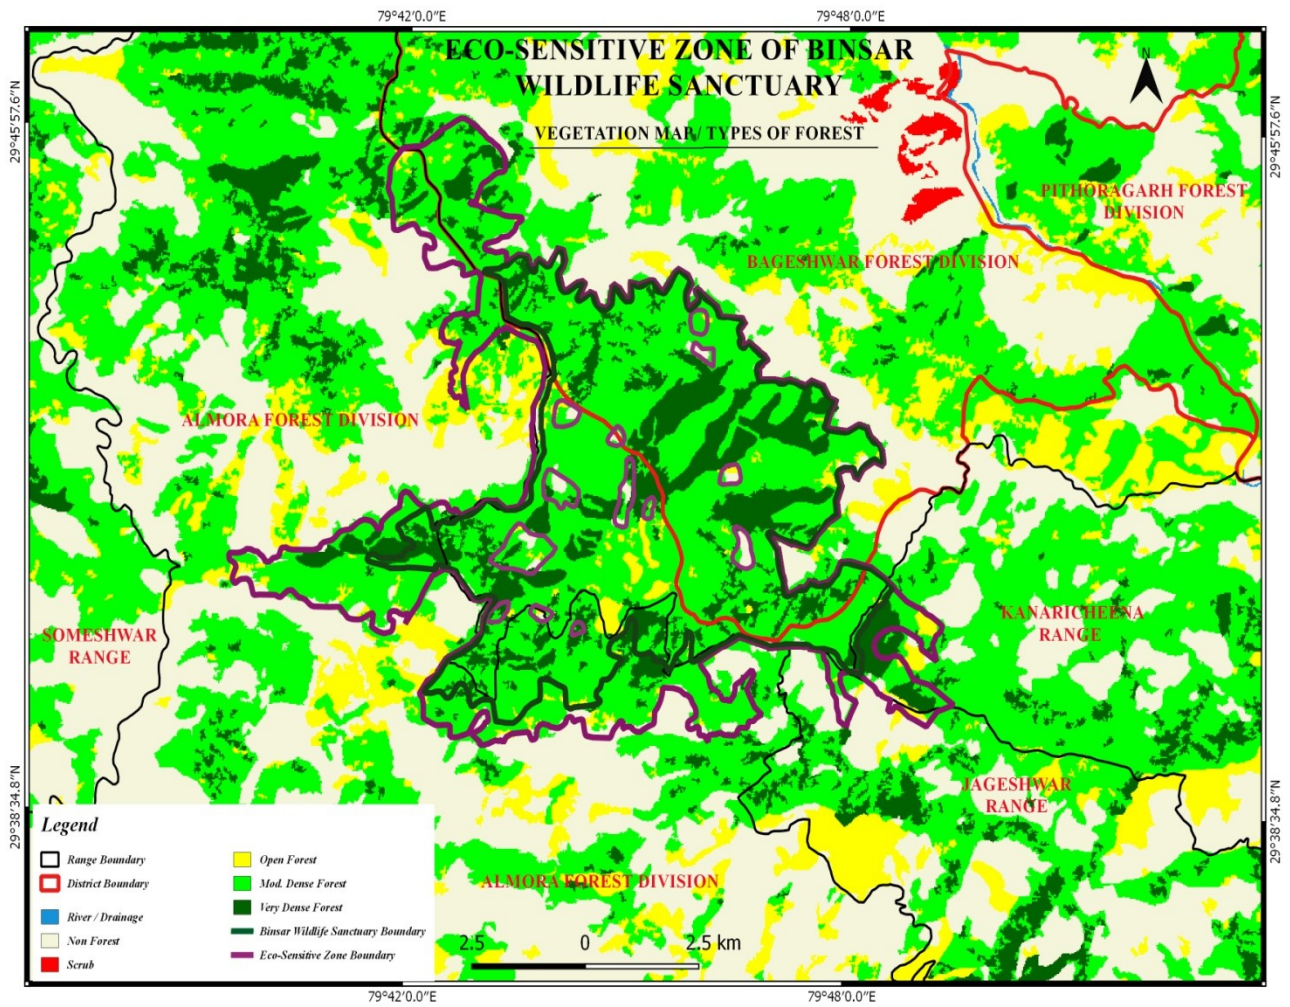 79°42'0.0"E 79°48'0.0"E
ECO-SENSITIVE ZONE OF BINSAR
WILDLIFE SANCTUARY
N
VEGETATION MAP/ TYPES OF FOREST
29°45'57.6"N
29°45'57.6"N
PITHORAGARH FOREST
DIVISION
BAGESHWAR FOREST DIVISION
ALMORA FOREST DIVISION
SOMESHWAR
RANGE
KANARICHEENA
RANGE
JAGESHWAR
RANGE
29°38'34.8"N
29°38'34.8"N
ALMORA FOREST DIVISION
Legend
Range Boundary
District Boundary
River / Drainage
Non Forest
Scrub
Open Forest
Mod. Dense Forest
Very Dense Forest
Binsar Wildlife Sanctuary Boundary
Eco-Sensitive Zone Boundary
2.5 0 2.5 km
79°42'0.0"E 79°48'0.0"E